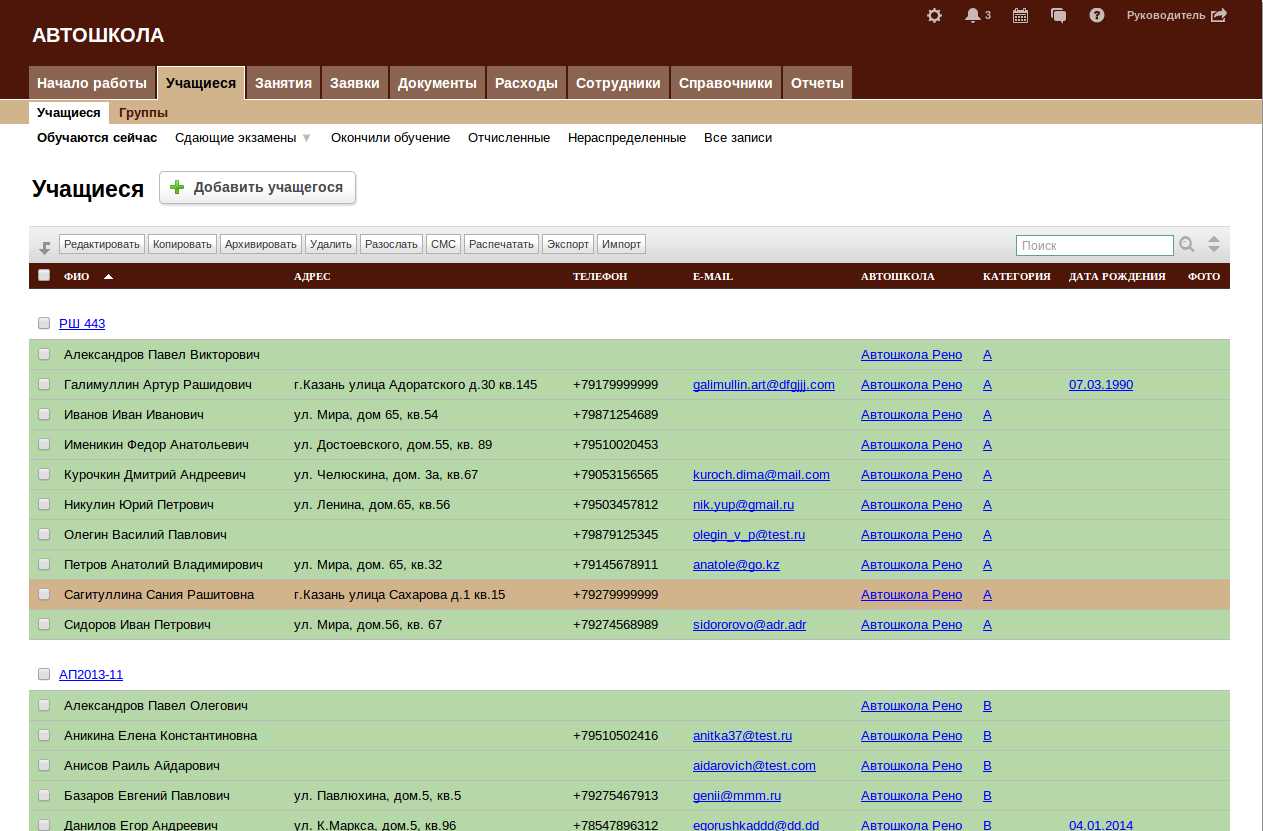 3 Руководитель
АВТОШКОЛА
Начало работы Учащиеся Занятия Заявки Документы Расходы Сотрудники Справочники Отчеты
Учащиеся Группы
Обучаются сейчас Сдающие экзамены Окончили обучение Отчисленные Нераспределенные Все записи
Учащиеся Добавить учащегося
Редактировать Копировать Архивировать Удалить Разослать СМС Распечатать Экспорт Импорт Поиск
ФИО АДРЕС ТЕЛЕФОН E-MAIL АВТОШКОЛА КАТЕГОРИЯ ДАТА РОЖДЕНИЯ ФОТО
РШ 443
Александров Павел Викторович Автошкола Рено А
Галимуллин Артур Рашидович г.Казань улица Адоратского д.30 кв.145 +79179999999 galimullin.art@dfgjjj.com Автошкола Рено А 07.03.1990
Иванов Иван Иванович ул. Мира, дом 65, кв.54 +79871254689 Автошкола Рено А
Именикин Федор Анатольевич ул. Достоевского, дом.55, кв. 89 +79510020453 Автошкола Рено А
Курочкин Дмитрий Андреевич ул. Челюскина, дом. 3а, кв.67 +79053156565 kuroch.dima@mail.com Автошкола Рено А
Никулин Юрий Петрович ул. Ленина, дом.65, кв.56 +79503457812 nik.yup@gmail.ru Автошкола Рено А
Олегин Василий Павлович +79879125345 olegin_v_p@test.ru Автошкола Рено А
Петров Анатолий Владимирович ул. Мира, дом. 65, кв.32 +79145678911 anatole@go.kz Автошкола Рено А
Сагитуллина Сания Рашитовна г.Казань улица Сахарова д.1 кв.15 +79279999999 Автошкола Рено А
Сидоров Иван Петрович ул. Мира, дом.56, кв. 67 +79274568989 sidororovo@adr.adr Автошкола Рено А
АП2013-11
Александров Павел Олегович Автошкола Рено В
Аникина Елена Константиновна +79510502416 anitka37@test.ru Автошкола Рено В
Анисов Раиль Айдарович aidarovich@test.com Автошкола Рено В
Базаров Евгений Павлович ул. Павлюхина, дом.5, кв.5 +79275467913 genii@mmm.ru Автошкола Рено В
Данилов Егор Андреевич ул. К.Маркса, дом.5, кв.96 +78547896312 egorushkaddd@dd.dd Автошкола Рено В 04.01.2014